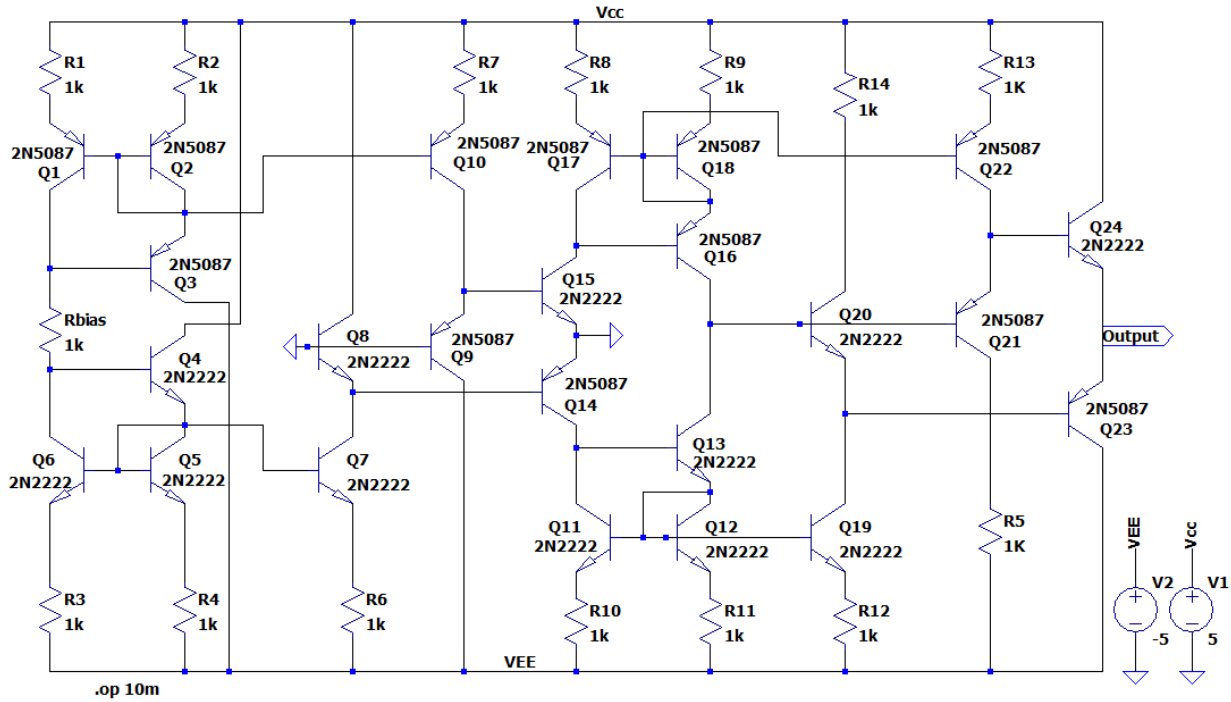 Vcc
R1
1k
R2
1k
R7
1k
R8
1k
R9
1k
R14
1k
R13
1K
2N5087
Q1
2N5087
Q2
2N5087
Q10
2N5087
Q17
2N5087
Q18
2N5087
Q22
2N5087
Q3
2N5087
Q16
Q24
2N2222
Q15
2N2222
Rbias
1k
Q8
2N2222
2N5087
Q9
Q20
2N2222
2N5087
Q21
Output
Q4
2N2222
2N5087
Q14
2N5087
Q23
Q6
2N2222
Q5
2N2222
Q7
2N2222
Q13
2N2222
Q11
2N2222
Q12
2N2222
Q19
2N2222
R5
1K
VEE
Vcc
R3
1k
R4
1k
R6
1k
R10
1k
R11
1k
R12
1k
V2
-5
V1
5
VEE
.op 10m